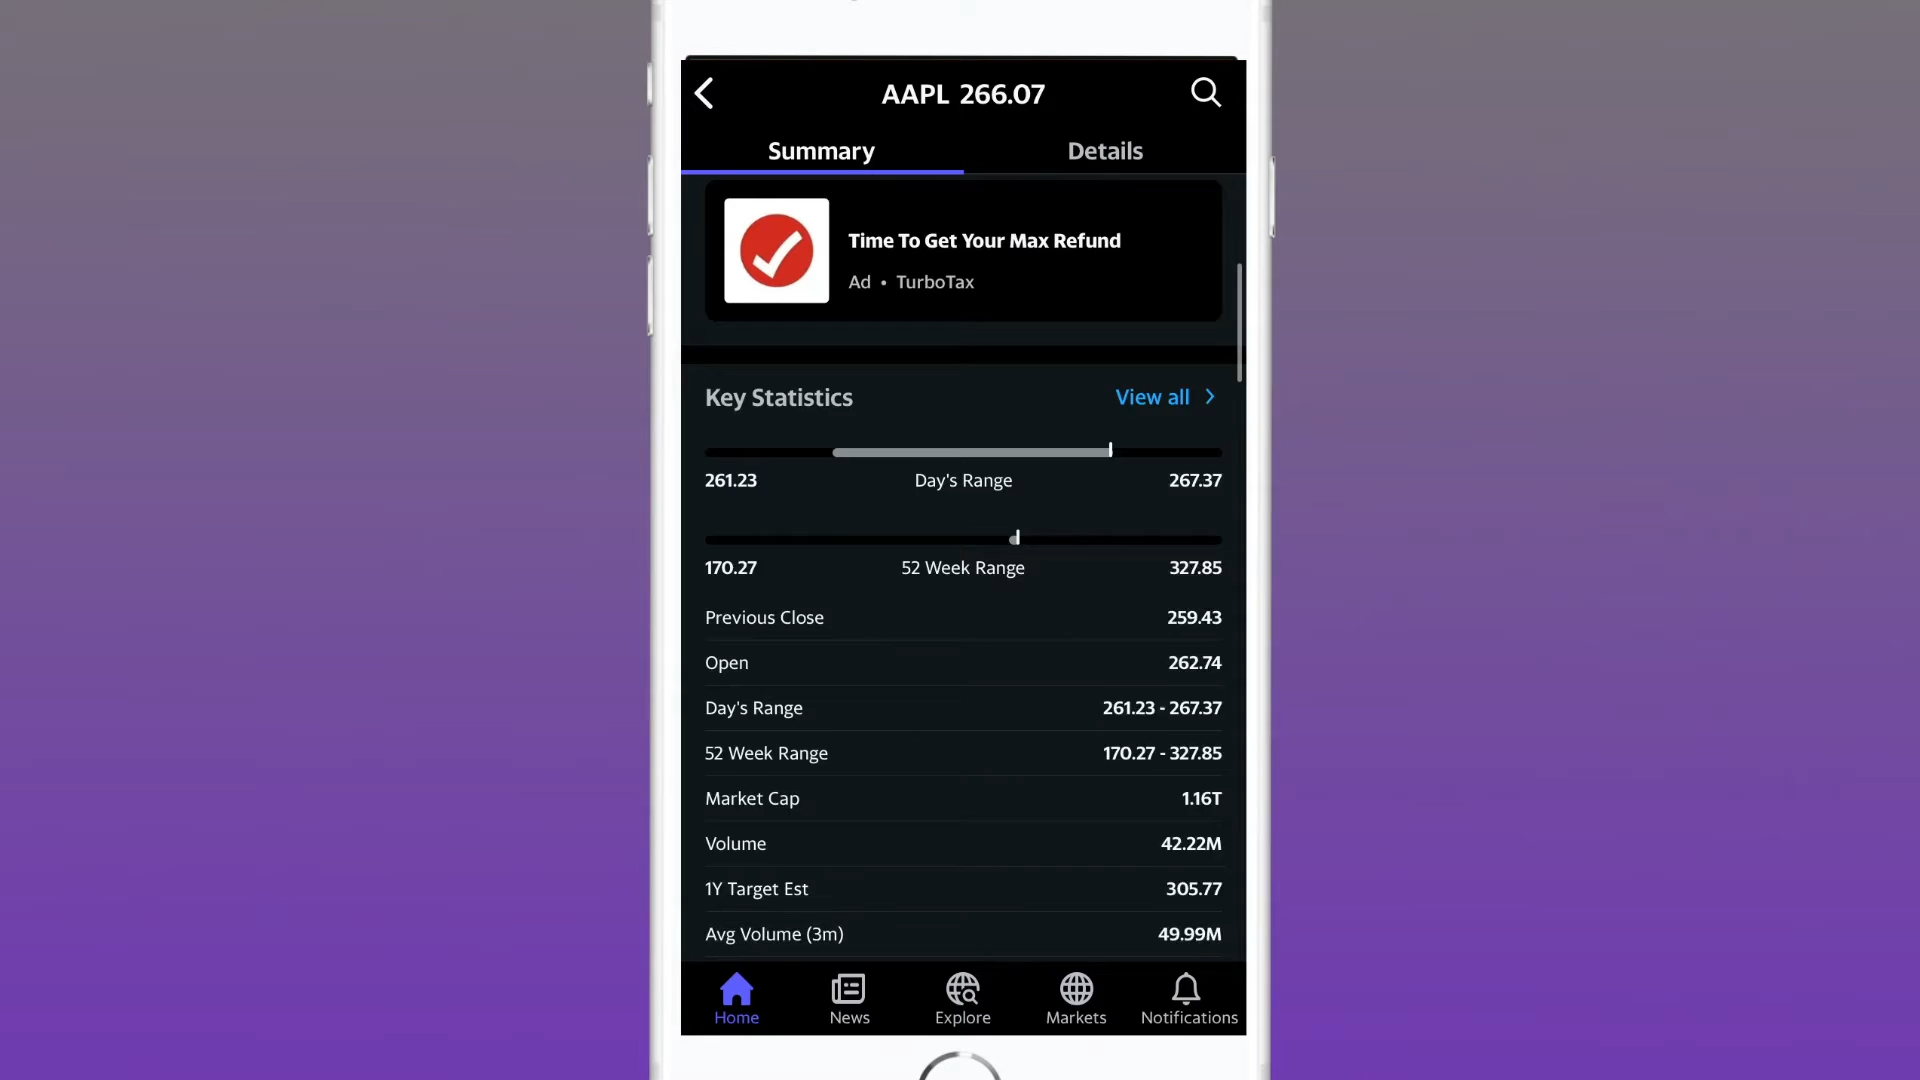 AAPL 266.07
Summary
Details
Time To Get Your Max Refund
Ad • TurboTax
Key Statistics
View all
261.23
Day's Range
267.37
170.27
52 Week Range
327.85
Previous Close
259.43
Open
262.74
Day's Range
261.23 - 267.37
52 Week Range
170.27 - 327.85
Market Cap
1.16T
Volume
42.22M
1Y Target Est
305.77
Avg Volume (3m)
49.99M
Home
News
Explore
Markets
Notifications